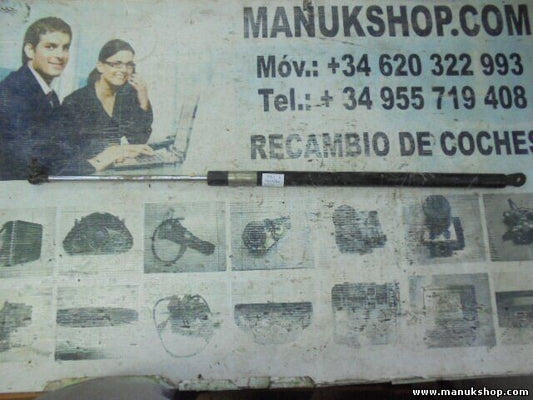 MANUKSHOP.COM
Móv.: +34 620 322 993
Tel.: + 34 955 719 408
RECAMBIO DE COCHES
www.manukshop.com